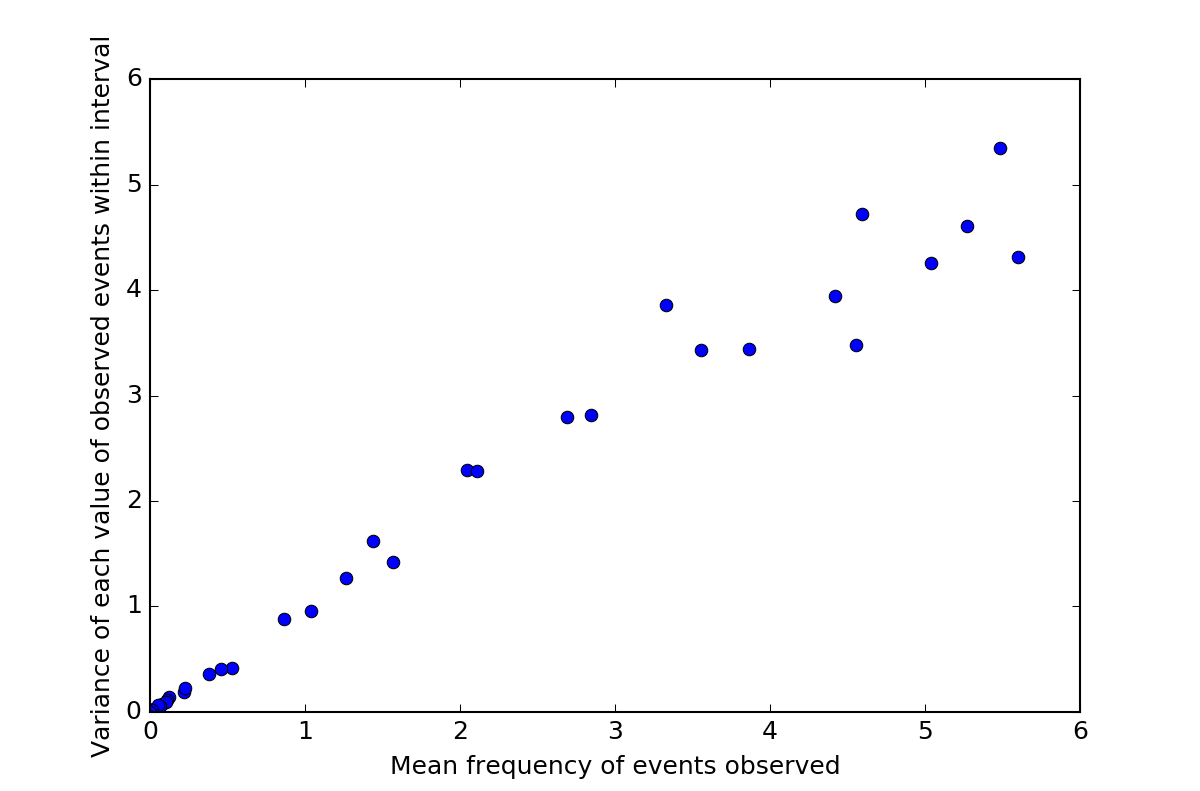 Variance of each value of observed events within interval
6
5
4
3
2
1
0
0 1 2 3 4 5 6
Mean frequency of events observed